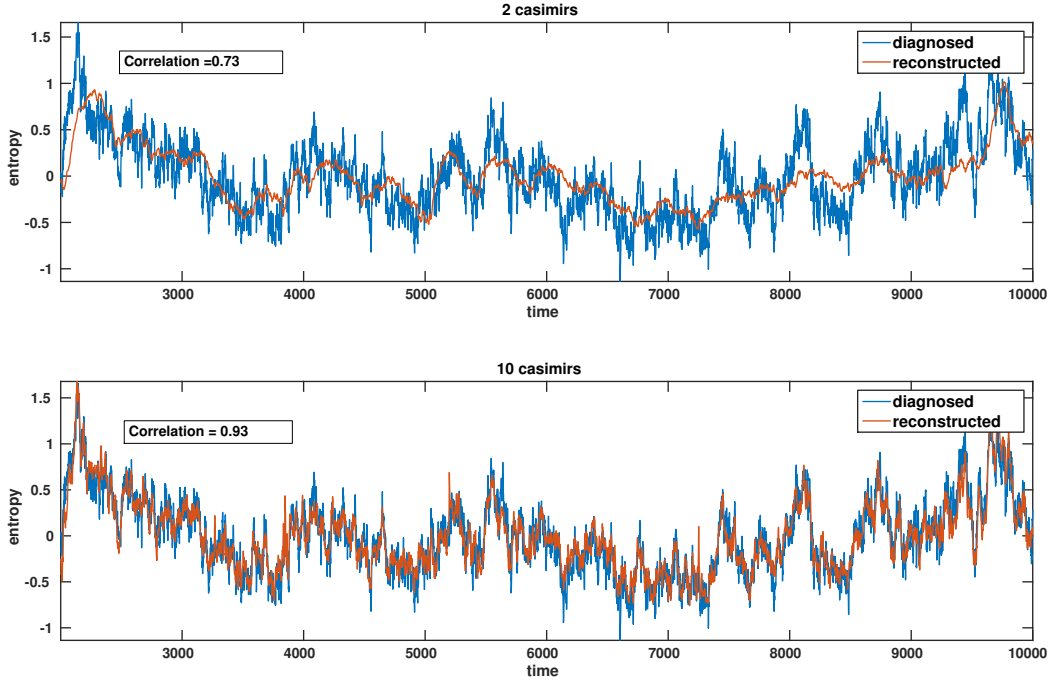 2 casimirs
1.5
1
0.5
0
-0.5
-1
entropy
Correlation =0.73
diagnosed
reconstructed
3000 4000 5000 6000 7000 8000 9000 10000
time
10 casimirs
1.5
1
0.5
0
-0.5
-1
entropy
Correlation = 0.93
diagnosed
reconstructed
3000 4000 5000 6000 7000 8000 9000 10000
time